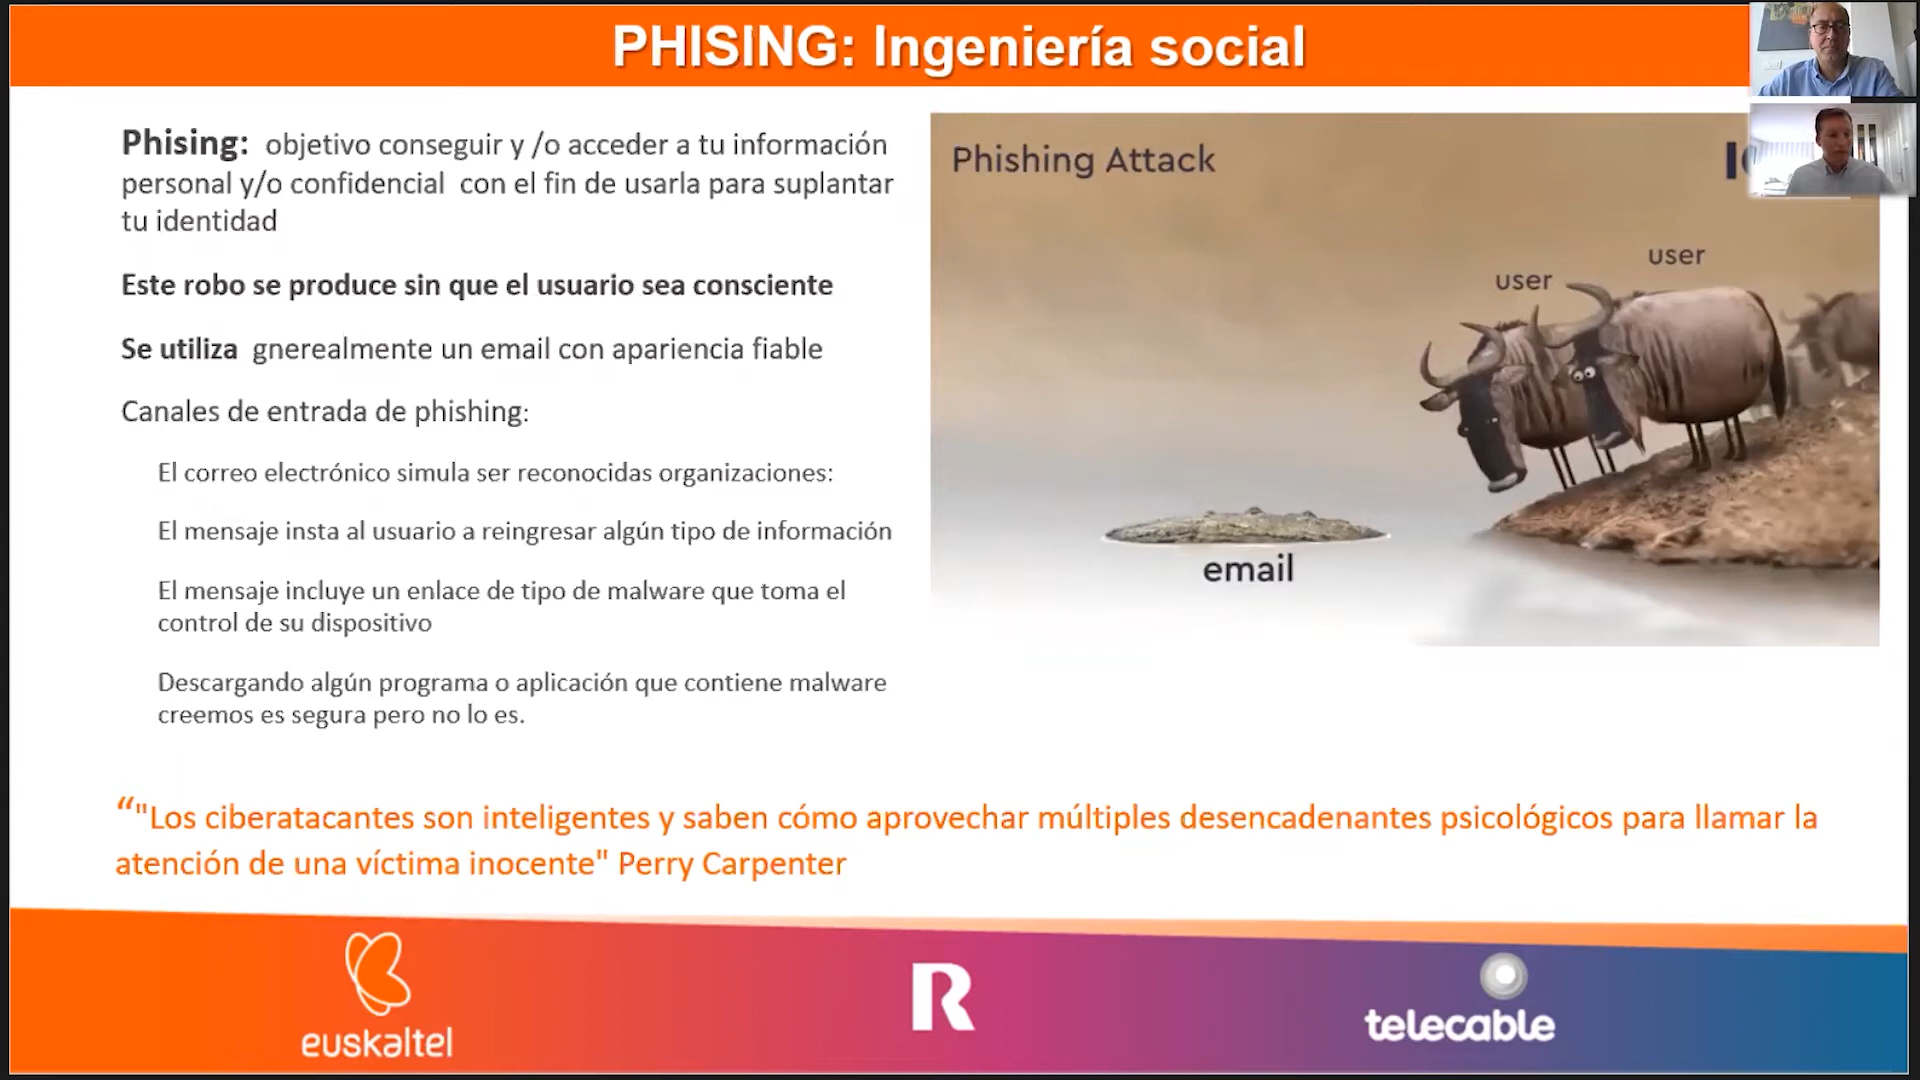 PHISING: Ingeniería social
Phising: objetivo conseguir y /o acceder a tu información
personal y/o confidencial con el fin de usarla para suplantar
tu identidad
Este robo se produce sin que el usuario sea consciente
Se utiliza gnerealmente un email con apariencia fiable
Canales de entrada de phishing:
El correo electrónico simula ser reconocidas organizaciones:
El mensaje insta al usuario a reingresar algún tipo de información
El mensaje incluye un enlace de tipo de malware que toma el
control de su dispositivo
Descargando algún programa o aplicación que contiene malware
creemos es segura pero no lo es.
Phishing Attack
user
user
email
“"Los ciberatacantes son inteligentes y saben cómo aprovechar múltiples desencadenantes psicológicos para llamar la
atención de una víctima inocente" Perry Carpenter
euskaltel
R
telecable